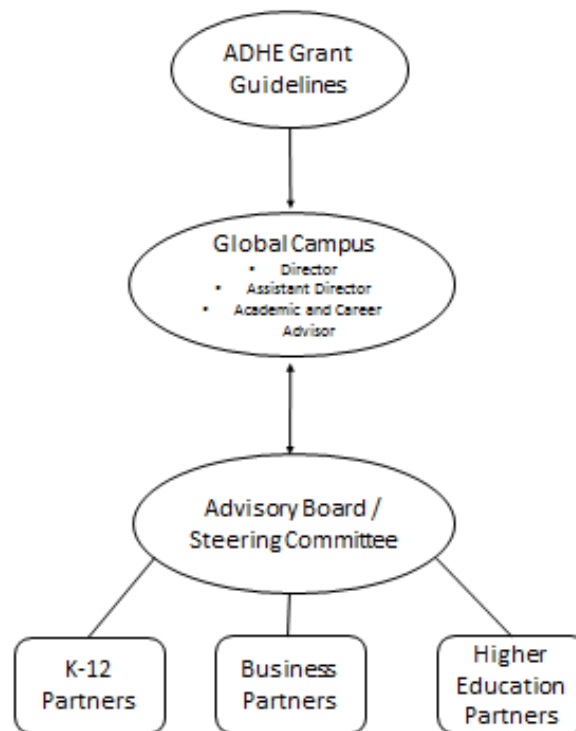 ADHE Grant
Guidelines
Global Campus
• Director
• Assistant Director
• Academic and Career
Advisor
Advisory Board /
Steering Committee
K-12
Partners
Business
Partners
Higher
Education
Partners